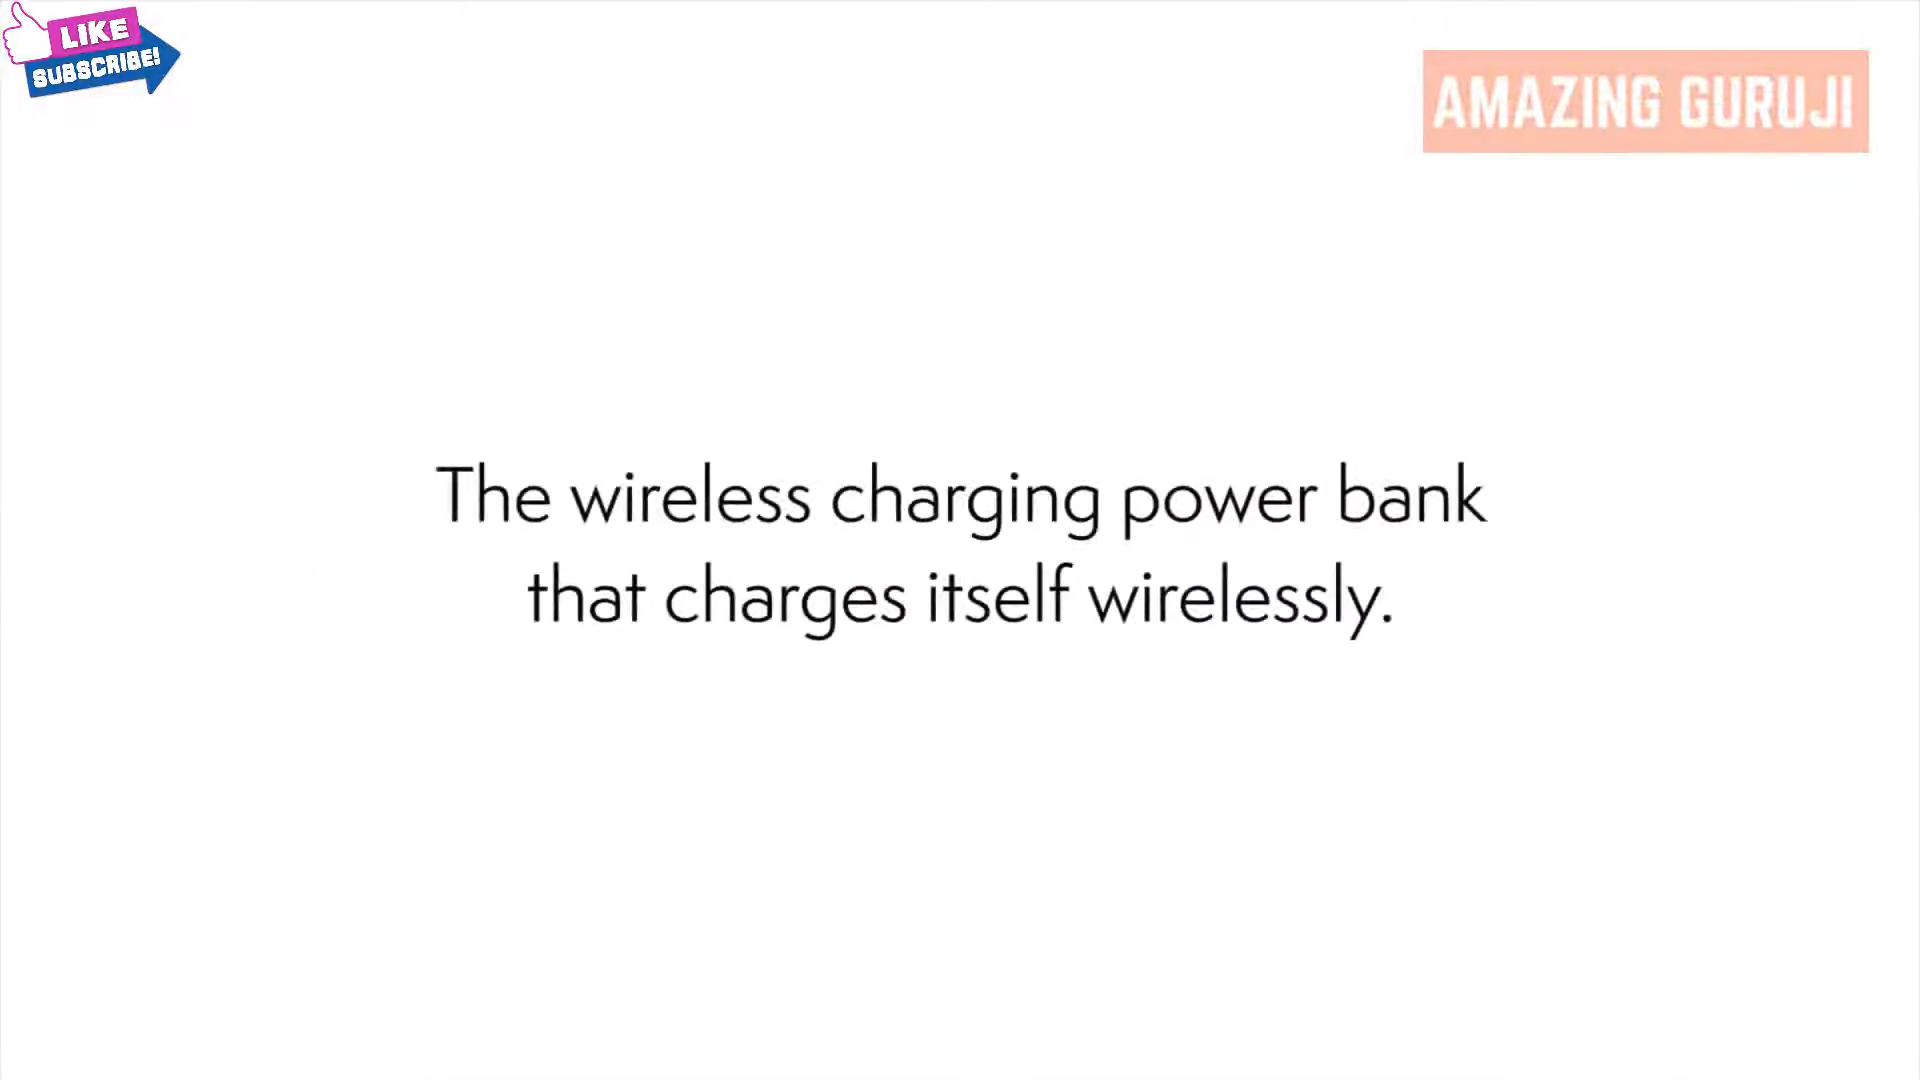 LIKE
SUBSCRIBE!
AMAZING GURUJI
The wireless charging power bank
that charges itself wirelessly.